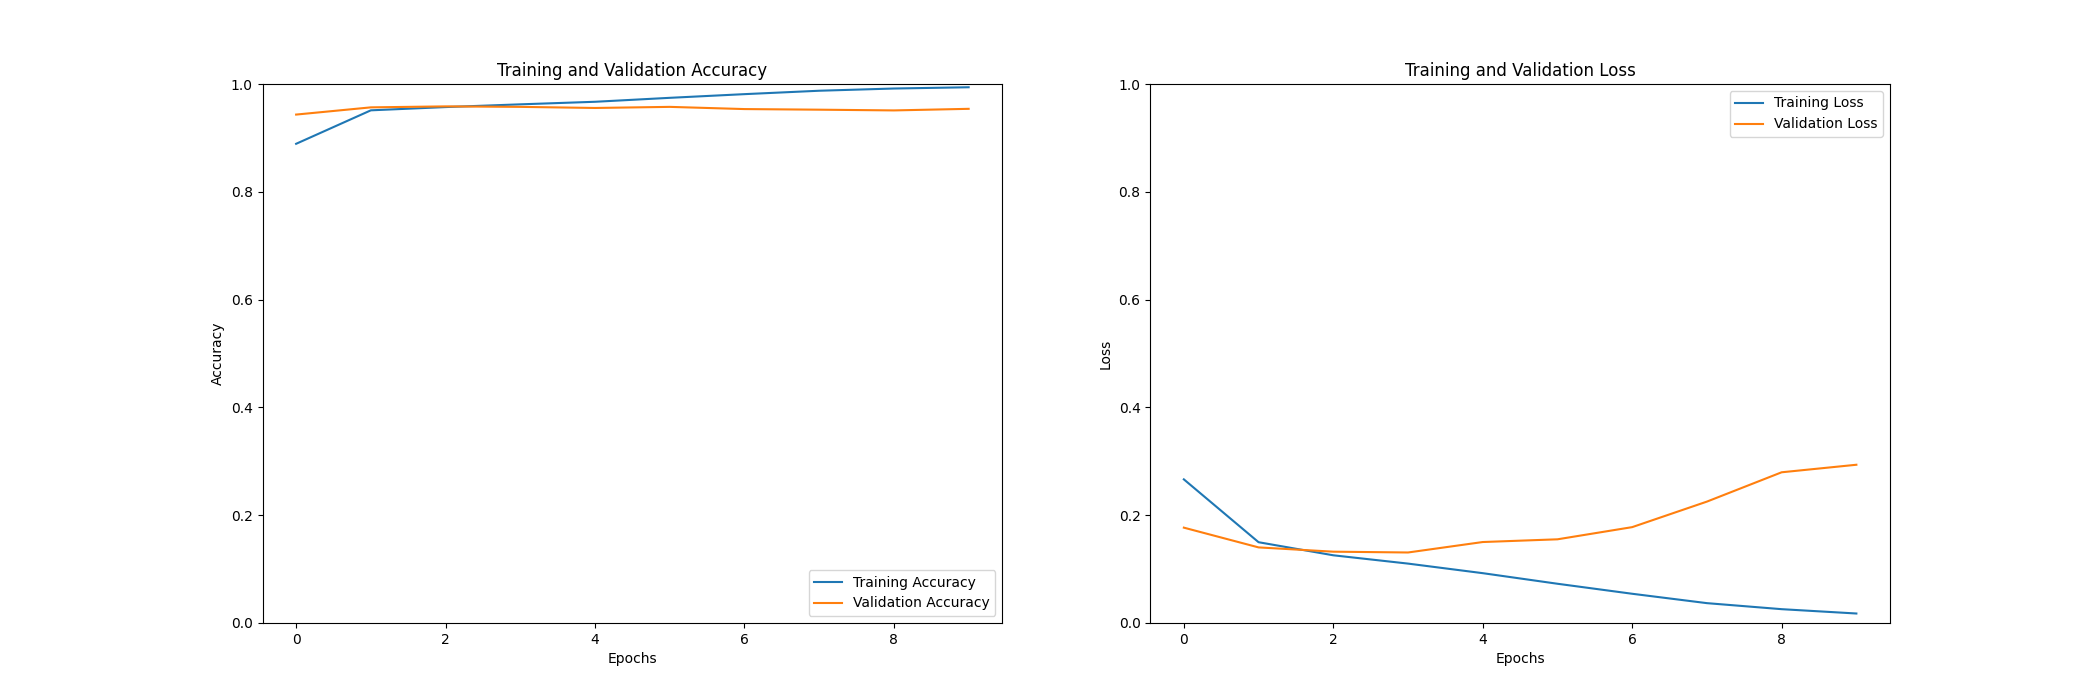 Training and Validation Accuracy
1.0
0.8
0.6
0.4
0.2
0.0
Accuracy
0 2 4 6 8
Epochs
Training Accuracy
Validation Accuracy
Training and Validation Loss
1.0
0.8
0.6
0.4
0.2
0.0
Loss
0 2 4 6 8
Epochs
Training Loss
Validation Loss